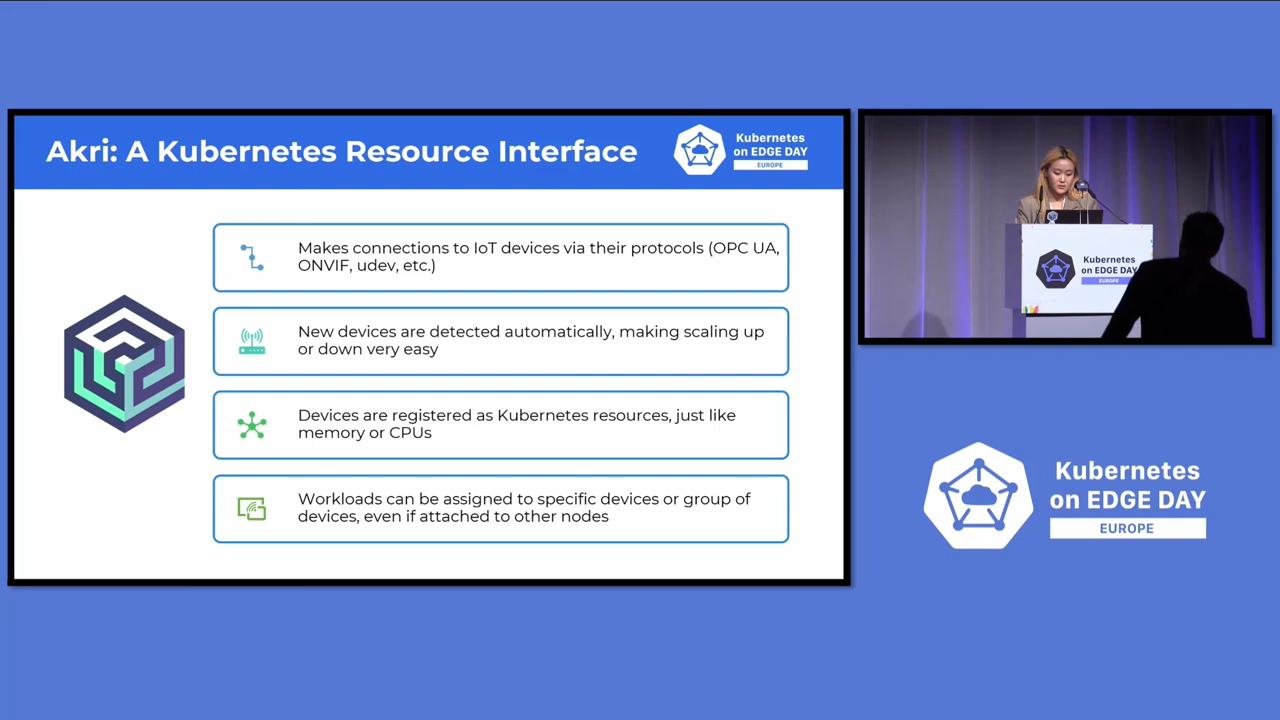 Akri: A Kubernetes Resource Interface
Kubernetes
on EDGE DAY
EUROPE
Makes connections to IoT devices via their protocols (OPC UA,
ONVIF, udev, etc.)
New devices are detected automatically, making scaling up
or down very easy
Devices are registered as Kubernetes resources, just like
memory or CPUs
Workloads can be assigned to specific devices or group of
devices, even if attached to other nodes
Kubernetes
on EDGE DAY
EUROPE
Kubernetes
on EDGE DAY
EUROPE